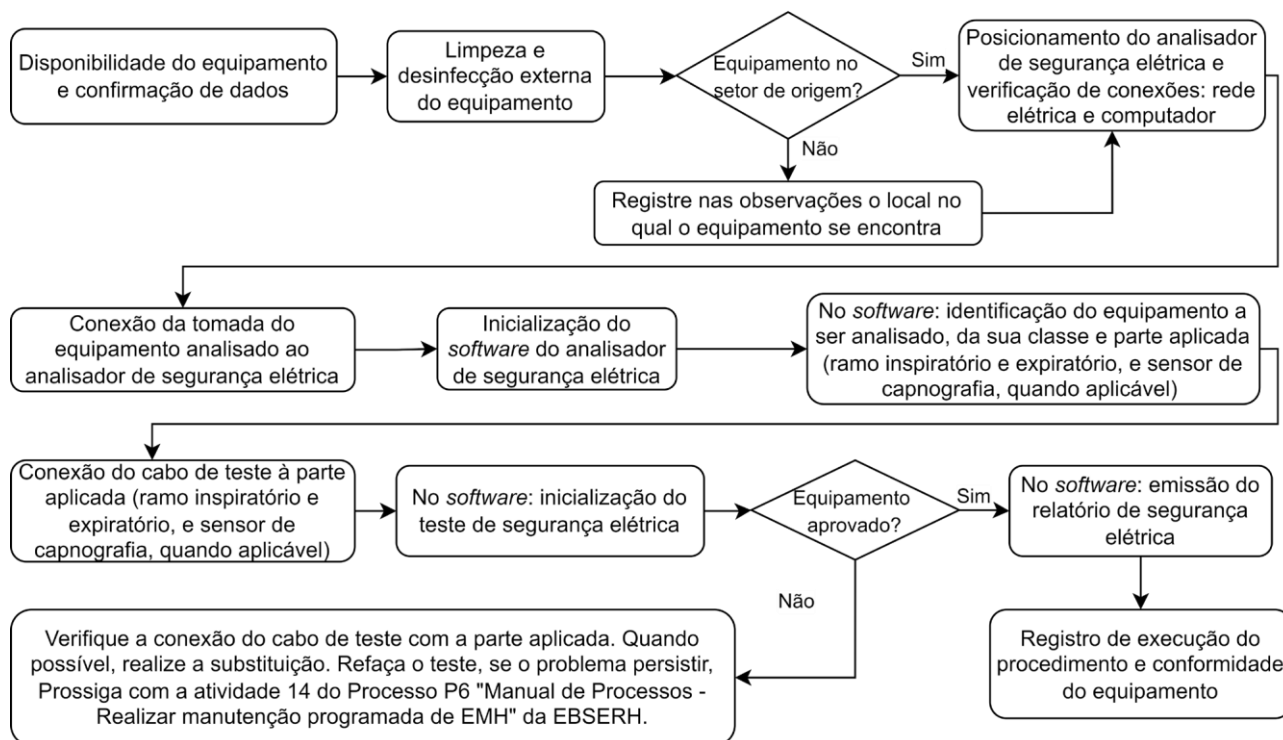 Disponibilidade do equipamento
e confirmação de dados
Limpeza e
desinfecção externa
do equipamento
Equipamento no
setor de origem?
Sim
Posicionamento do analisador
de segurança elétrica e
verificação de conexões: rede
elétrica e computador
Não
Registre nas observações o local no
qual o equipamento se encontra
Conexão da tomada do
equipamento analisado ao
analisador de segurança elétrica
Inicialização do
software do analisador
de segurança elétrica
No software: identificação do equipamento a
ser analisado, da sua classe e parte aplicada
(ramo inspiratório e expiratório, e sensor de
capnografia, quando aplicável)
Conexão do cabo de teste à parte
aplicada (ramo inspiratório e
expiratório, e sensor de
capnografia, quando aplicável)
No software: inicialização do
teste de segurança elétrica
Equipamento
aprovado?
Sim
No software: emissão do
relatório de segurança
elétrica
Não
Verifique a conexão do cabo de teste com a parte aplicada. Quando
possível, realize a substituição. Refaça o teste, se o problema persistir,
Prossiga com a atividade 14 do Processo P6 "Manual de Processos -
Realizar manutenção programada de EMH" da EBSERH.
Registro de execução do
procedimento e conformidade
do equipamento